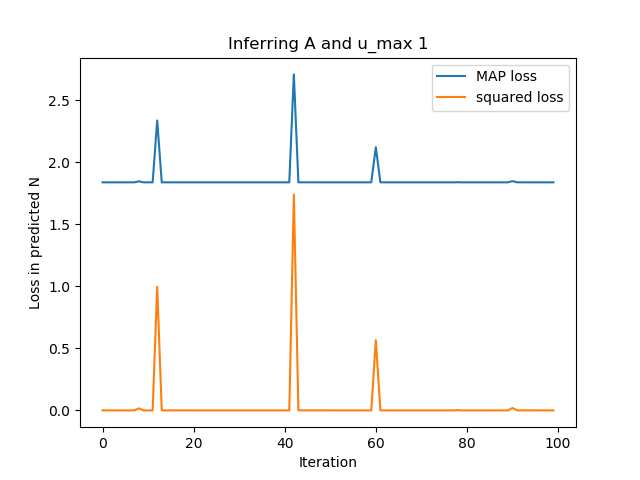 Inferring A and u_max 1
MAP loss
squared loss
Loss in predicted N
2.5
2.0
1.5
1.0
0.5
0.0
0 20 40 60 80 100
Iteration